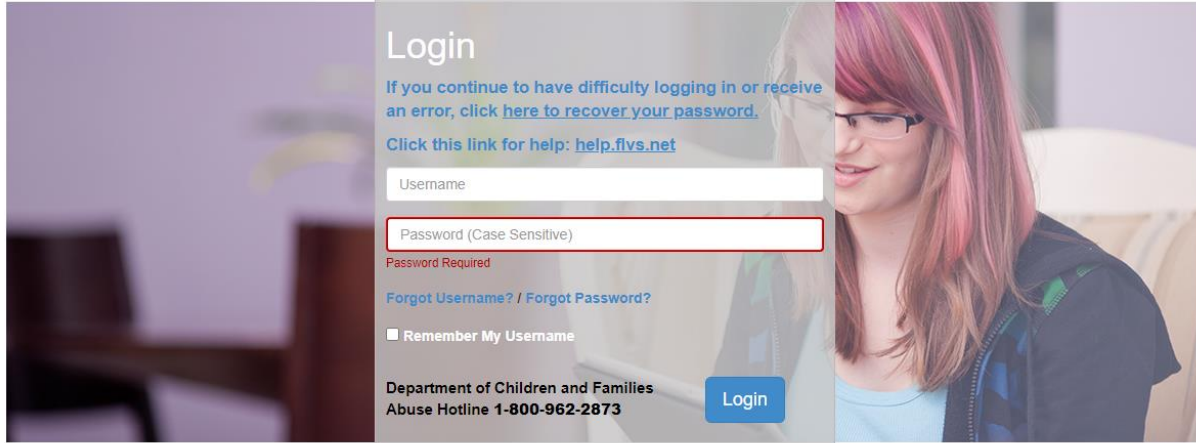 Login
If you continue to have difficulty logging in or receive
an error, click here to recover your password.
Click this link for help: help.flvs.net
Username
Password (Case Sensitive)
Password Required
Forgot Username? / Forgot Password?
Remember My Username
Department of Children and Families
Abuse Hotline 1-800-962-2873
Login